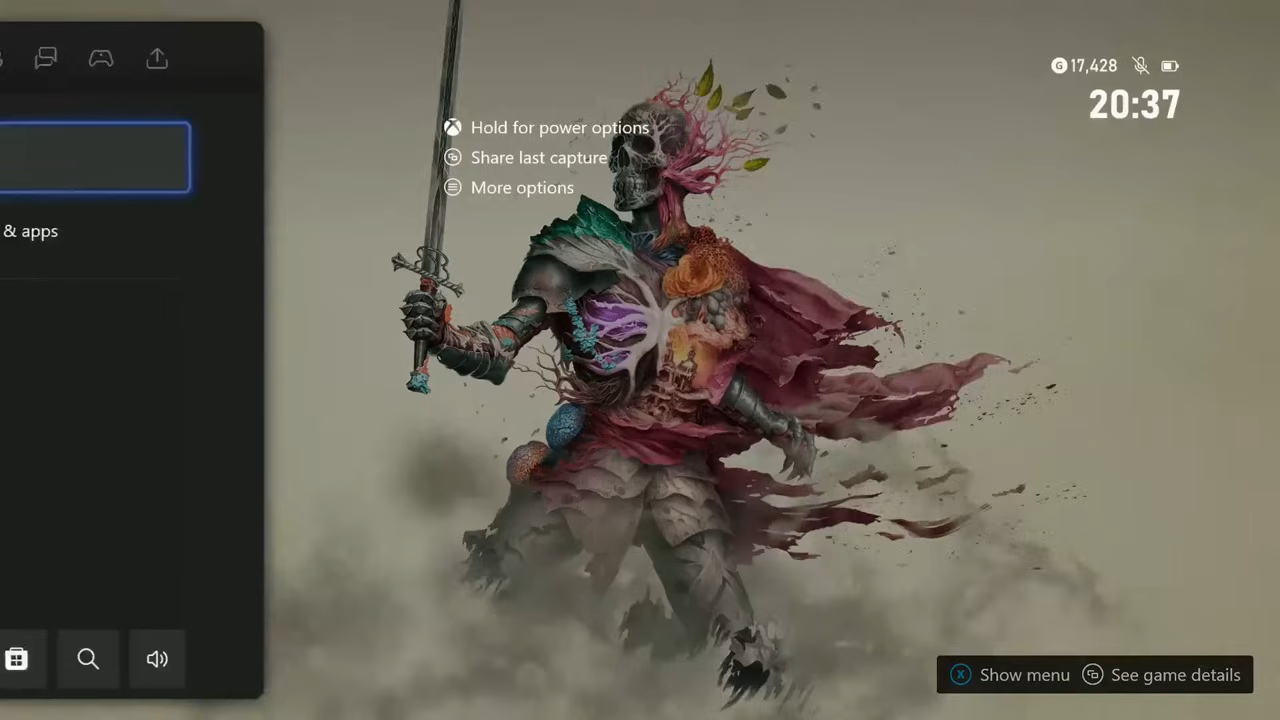 G 17,428
20:37
Hold for power options
Share last capture
More options
& apps
X Show menu
See game details